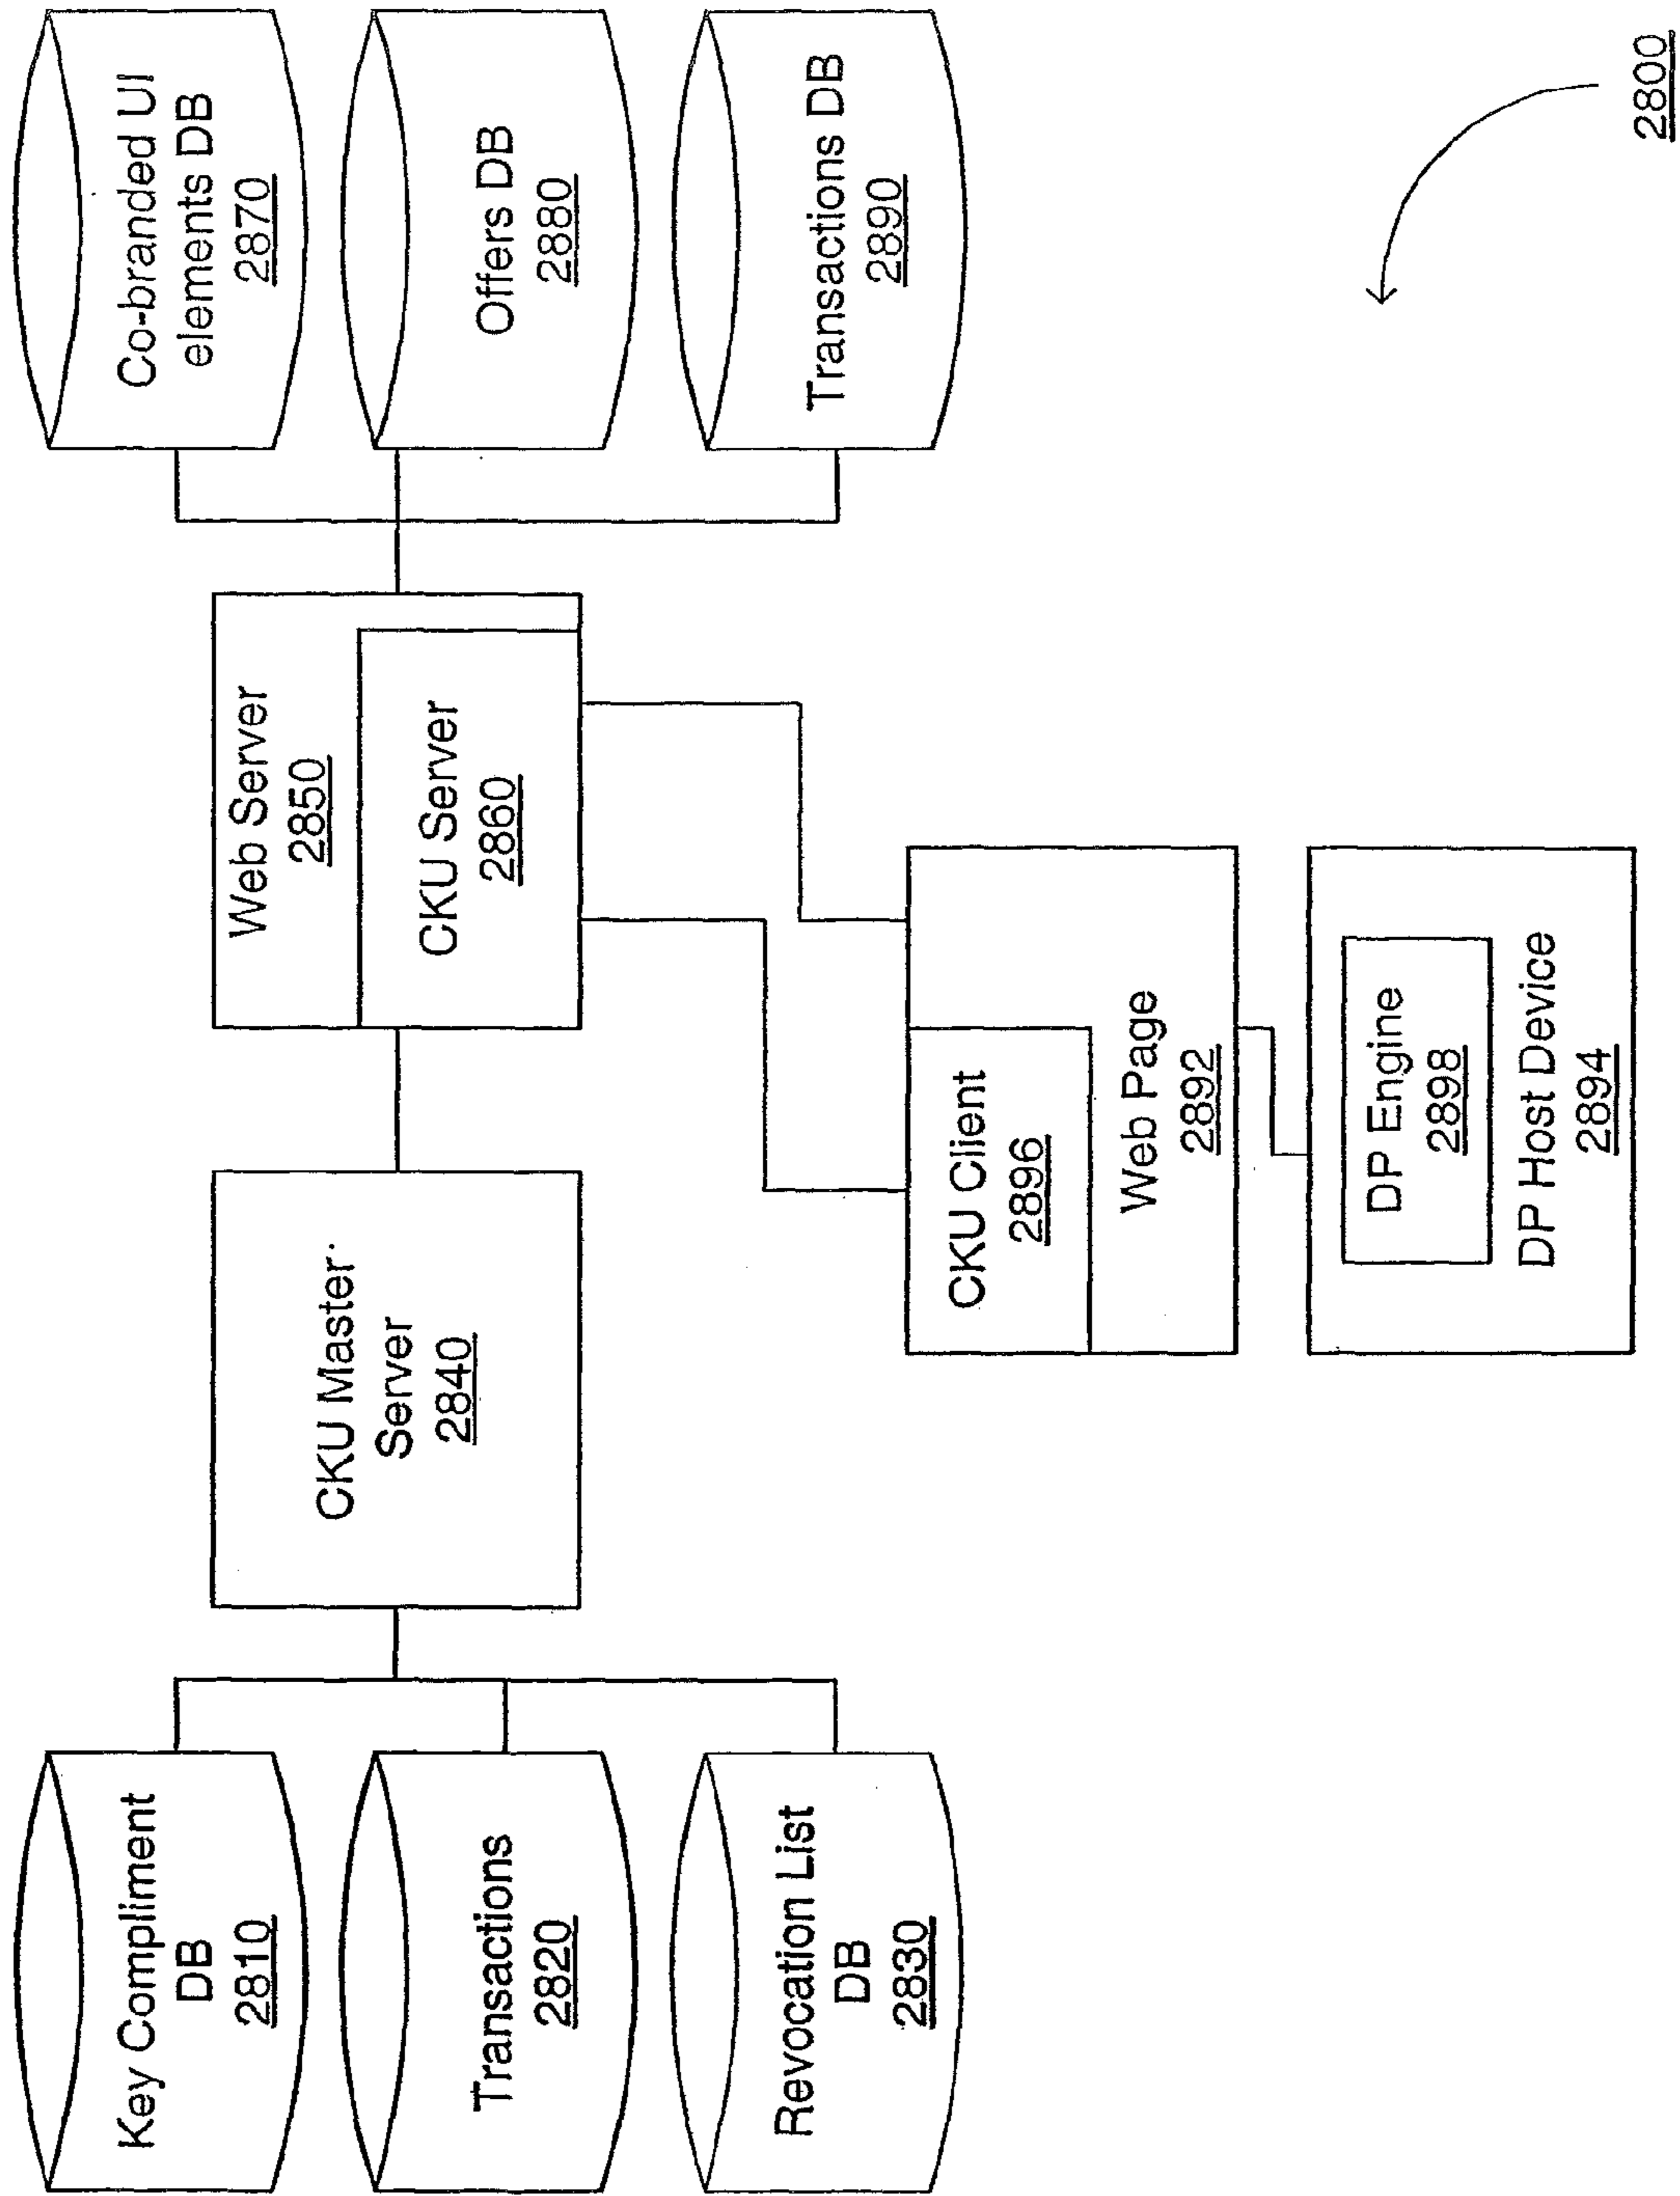 Key Compliment
DB
2810
Transactions
2820
Revocation List
DB
2830
CKU Master
Server
2840
Web Server
2850
CKU Server
2860
Co-branded UI
elements DB
2870
Offers DB
2880
Transactions DB
2890
CKU Client
2896
Web Page
2892
DP Engine
2898
DP Host Device
2894
2800